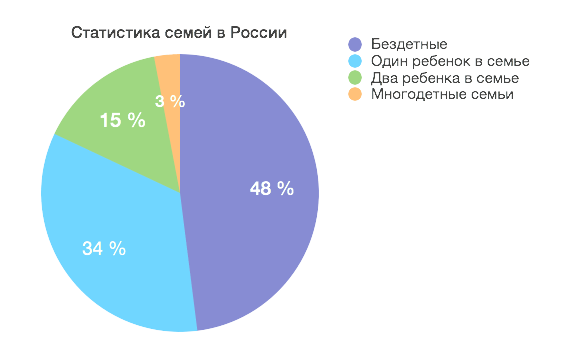 Статистика семей в России
Бездетные
Один ребенок в семье
Два ребенка в семье
Многодетные семьи
3 %
15 %
48 %
34 %